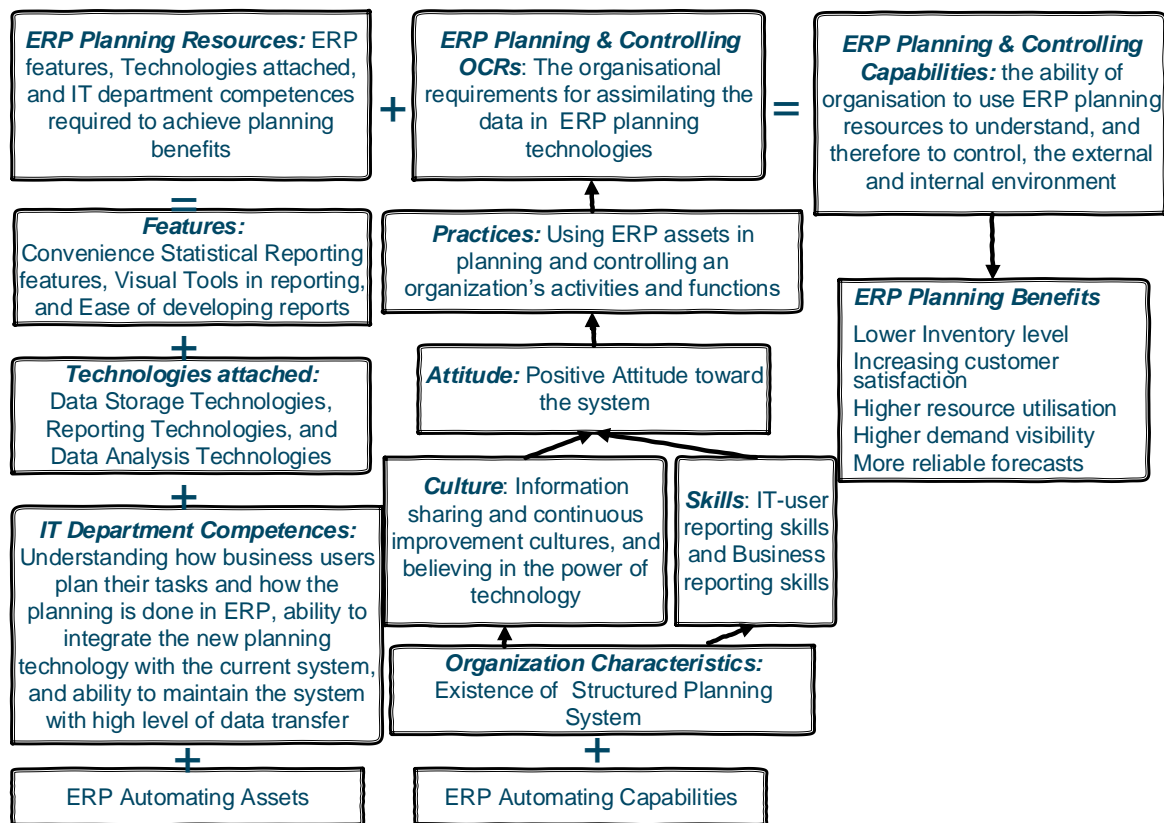 ERP Planning Resources: ERP
features, Technologies attached,
and IT department competences
required to achieve planning
benefits
+
ERP Planning & Controlling
OCRs: The organisational
requirements for assimilating the
data in  ERP planning
technologies
=
ERP Planning & Controlling
Capabilities: the ability of
organisation to use ERP planning
resources to understand, and
therefore to control, the external
and internal environment
=
Features:
Convenience Statistical Reporting
features, Visual Tools in reporting,
and Ease of developing reports
+
Technologies attached:
Data Storage Technologies,
Reporting Technologies, and
Data Analysis Technologies
+
IT Department Competences:
Understanding how business users
plan their tasks and how the
planning is done in ERP, ability to
integrate the new planning
technology with the current system,
and ability to maintain the system
with high level of data transfer
+
ERP Automating Assets
Practices: Using ERP assets in
planning and controlling an
organization's activities and functions
Attitude: Positive Attitude toward
the system
Culture: Information
sharing and continuous
improvement cultures, and
believing in the power of
technology
Skills: IT-user
reporting skills
and Business
reporting skills
Organization Characteristics:
Existence of  Structured Planning
System
+
ERP Automating Capabilities
ERP Planning Benefits
Lower Inventory level
Increasing customer
satisfaction
Higher resource utilisation
Higher demand visibility
More reliable forecasts